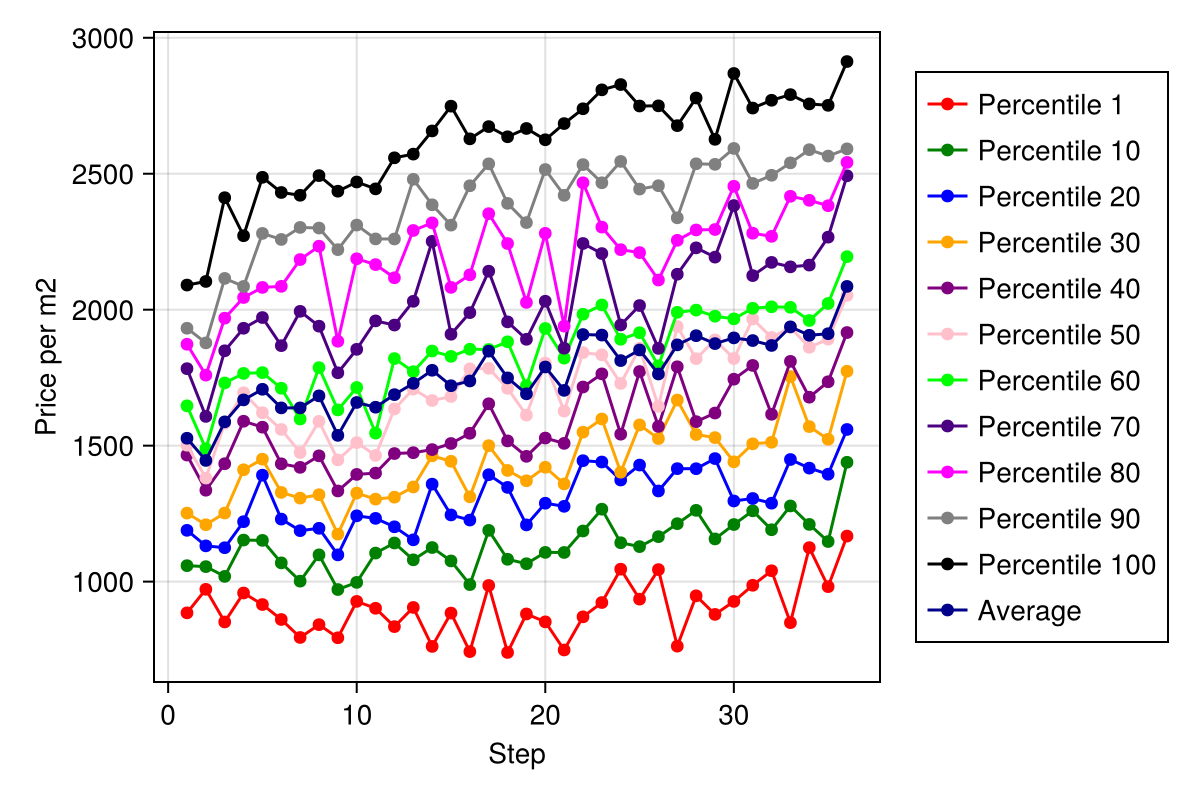 3000
2500
2000
1500
1000
Price per m2
0
10
20
30
Step
Percentile 1
Percentile 10
Percentile 20
Percentile 30
Percentile 40
Percentile 50
Percentile 60
Percentile 70
Percentile 80
Percentile 90
Percentile 100
Average